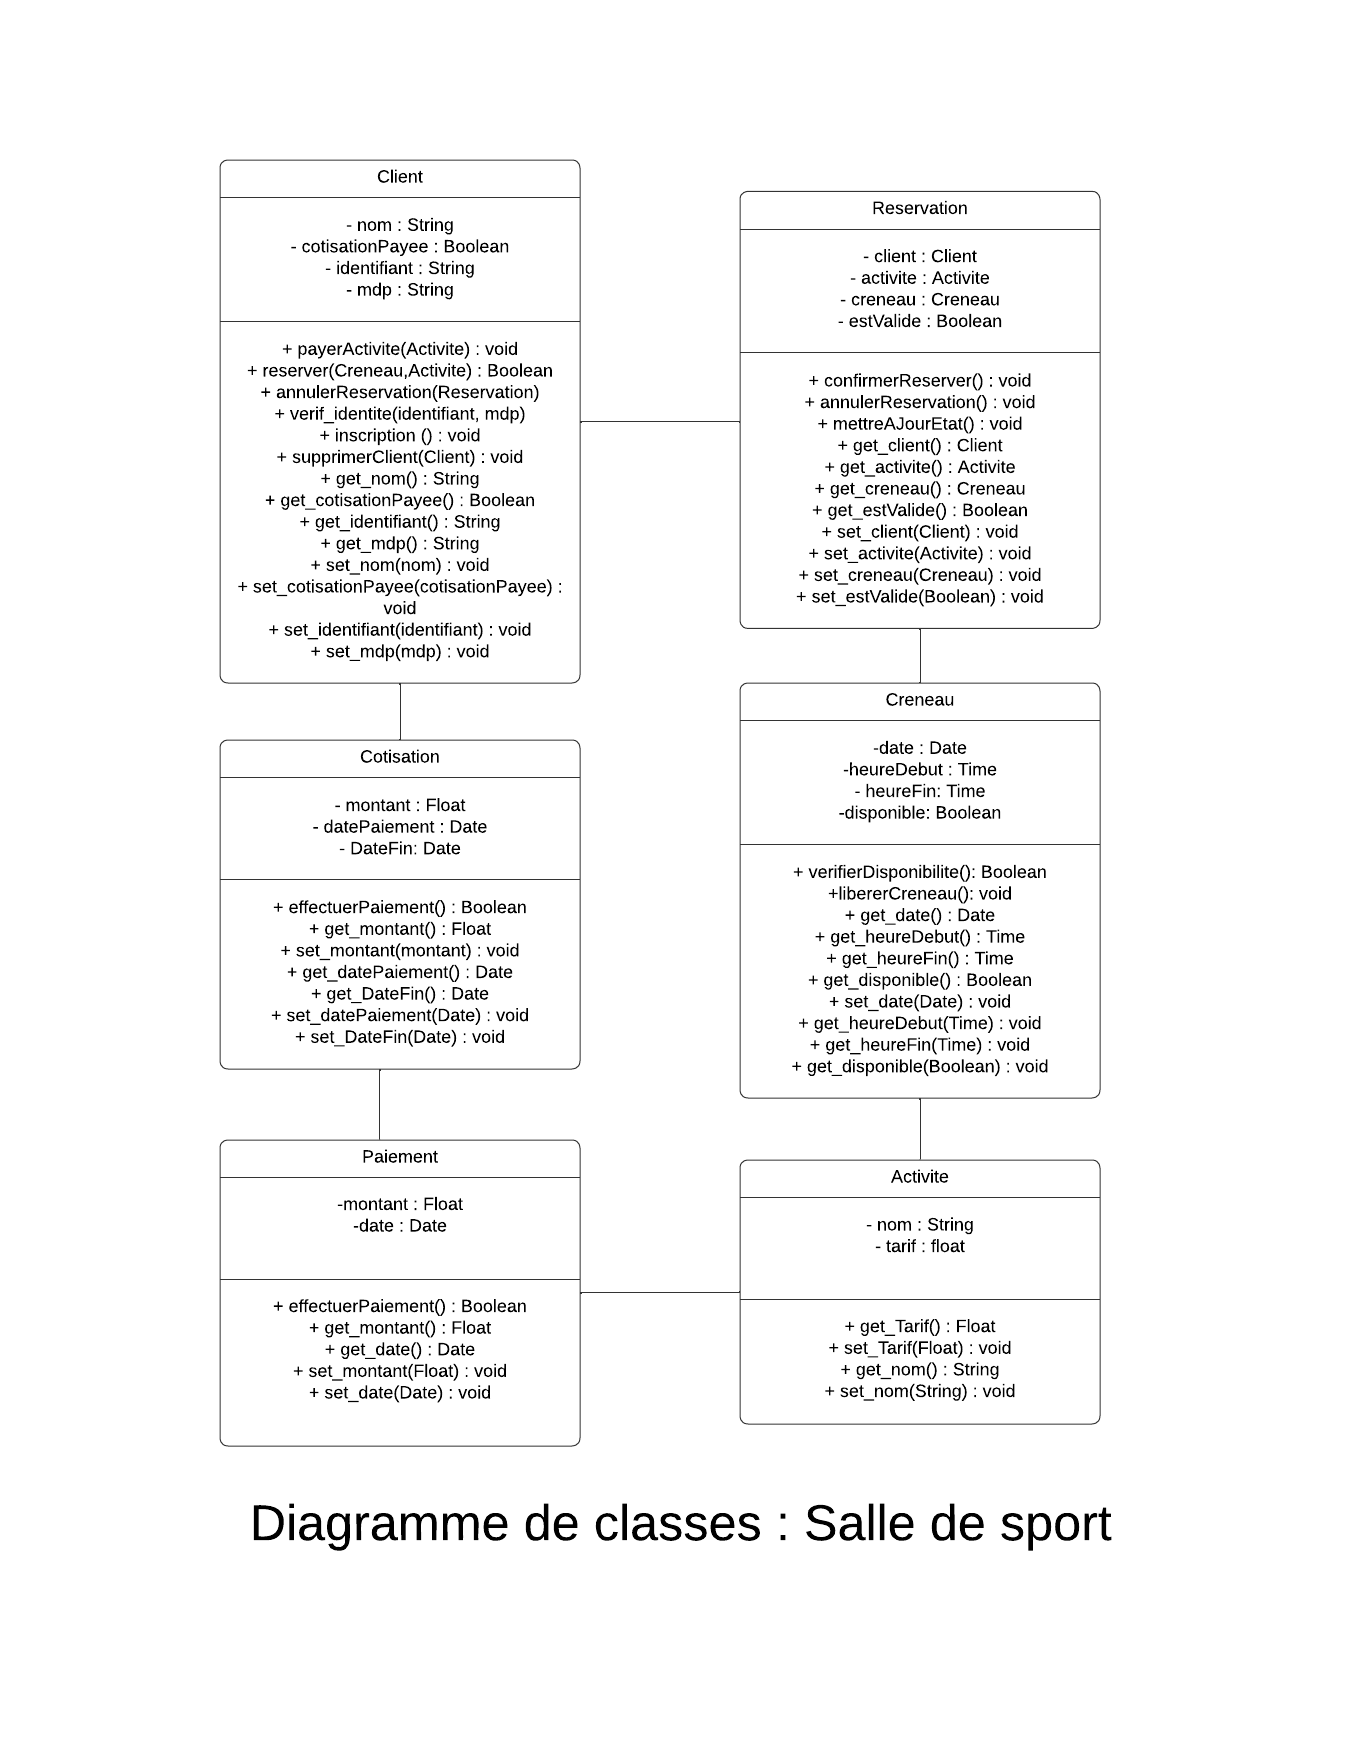 Client
- nom : String
- cotisationPayee : Boolean
- identifiant : String
- mdp : String
+ payerActivite(Activite) : void
+ reserver(Creneau,Activite) : Boolean
+ annulerReservation(Reservation)
+ verif_identite(identifiant, mdp)
+ inscription () : void
+ supprimerClient(Client) : void
+ get_nom() : String
+ get_cotisationPayee() : Boolean
+ get_identifiant() : String
+ get_mdp() : String
+ set_nom(nom) : void
+ set_cotisationPayee(cotisationPayee) :
void
+ set_identifiant(identifiant) : void
+ set_mdp(mdp) : void
Reservation
- client : Client
- activite : Activite
- creneau : Creneau
- estValide : Boolean
+ confirmerReserver() : void
+ annulerReservation() : void
+ mettreAJourEtat() : void
+ get_client() : Client
+ get_activite() : Activite
+ get_creneau() : Creneau
+ get_estValide() : Boolean
+ set_client(Client) : void
+ set_activite(Activite) : void
+ set_creneau(Creneau) : void
+ set_estValide(Boolean) : void
Cotisation
- montant : Float
- datePaiement : Date
- DateFin: Date
+ effectuerPaiement() : Boolean
+ get_montant() : Float
+ set_montant(montant) : void
+ get_datePaiement() : Date
+ get_DateFin() : Date
+ set_datePaiement(Date) : void
+ set_DateFin(Date) : void
Creneau
-date : Date
-heureDebut : Time
- heureFin: Time
-disponible: Boolean
+ verifierDisponibilite(): Boolean
+libererCreneau(): void
+ get_date() : Date
+ get_heureDebut() : Time
+ get_heureFin() : Time
+ get_disponible() : Boolean
+ set_date(Date) : void
+ get_heureDebut(Time) : void
+ get_heureFin(Time) : void
+ get_disponible(Boolean) : void
Paiement
-montant : Float
-date : Date
+ effectuerPaiement() : Boolean
+ get_montant() : Float
+ get_date() : Date
+ set_montant(Float) : void
+ set_date(Date) : void
Activite
- nom : String
- tarif : float
+ get_Tarif() : Float
+ set_Tarif(Float) : void
+ get_nom() : String
+ set_nom(String) : void
Diagramme de classes : Salle de sport